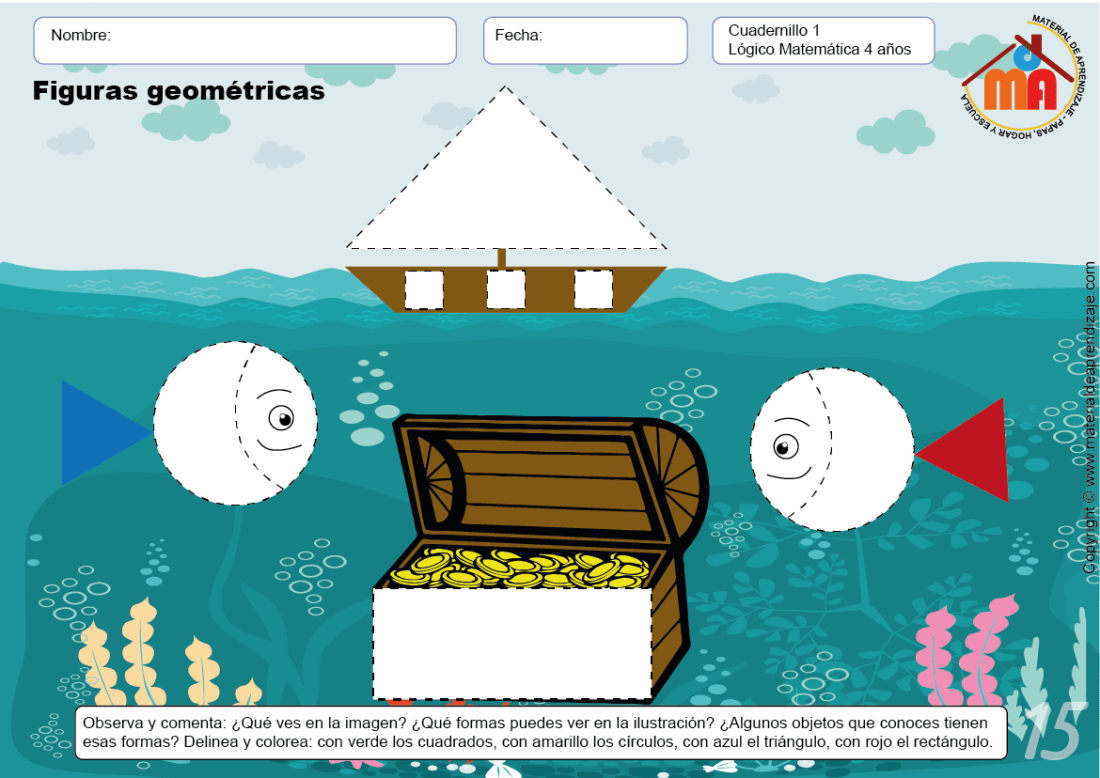 Nombre:
Fecha:
Cuadernillo 1
Lógico Matemática 4 años
MATERIAL DE APRENDIZAJE - PAPAS, HOGAR Y ESCUELA
d
mA
Figuras geométricas
Copyright © www.materialdeaprendizaje.com
Observa y comenta: ¿Qué ves en la imagen? ¿Qué formas puedes ver en la ilustración? ¿Algunos objetos que conoces tienen
esas formas? Delinea y colorea: con verde los cuadrados, con amarillo los círculos, con azul el triángulo, con rojo el rectángulo.
15